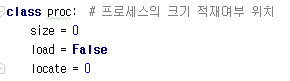 class proc:  # 프로세스의 크기 적재여부 위치
    size = 0
    load = False
    locate = 0